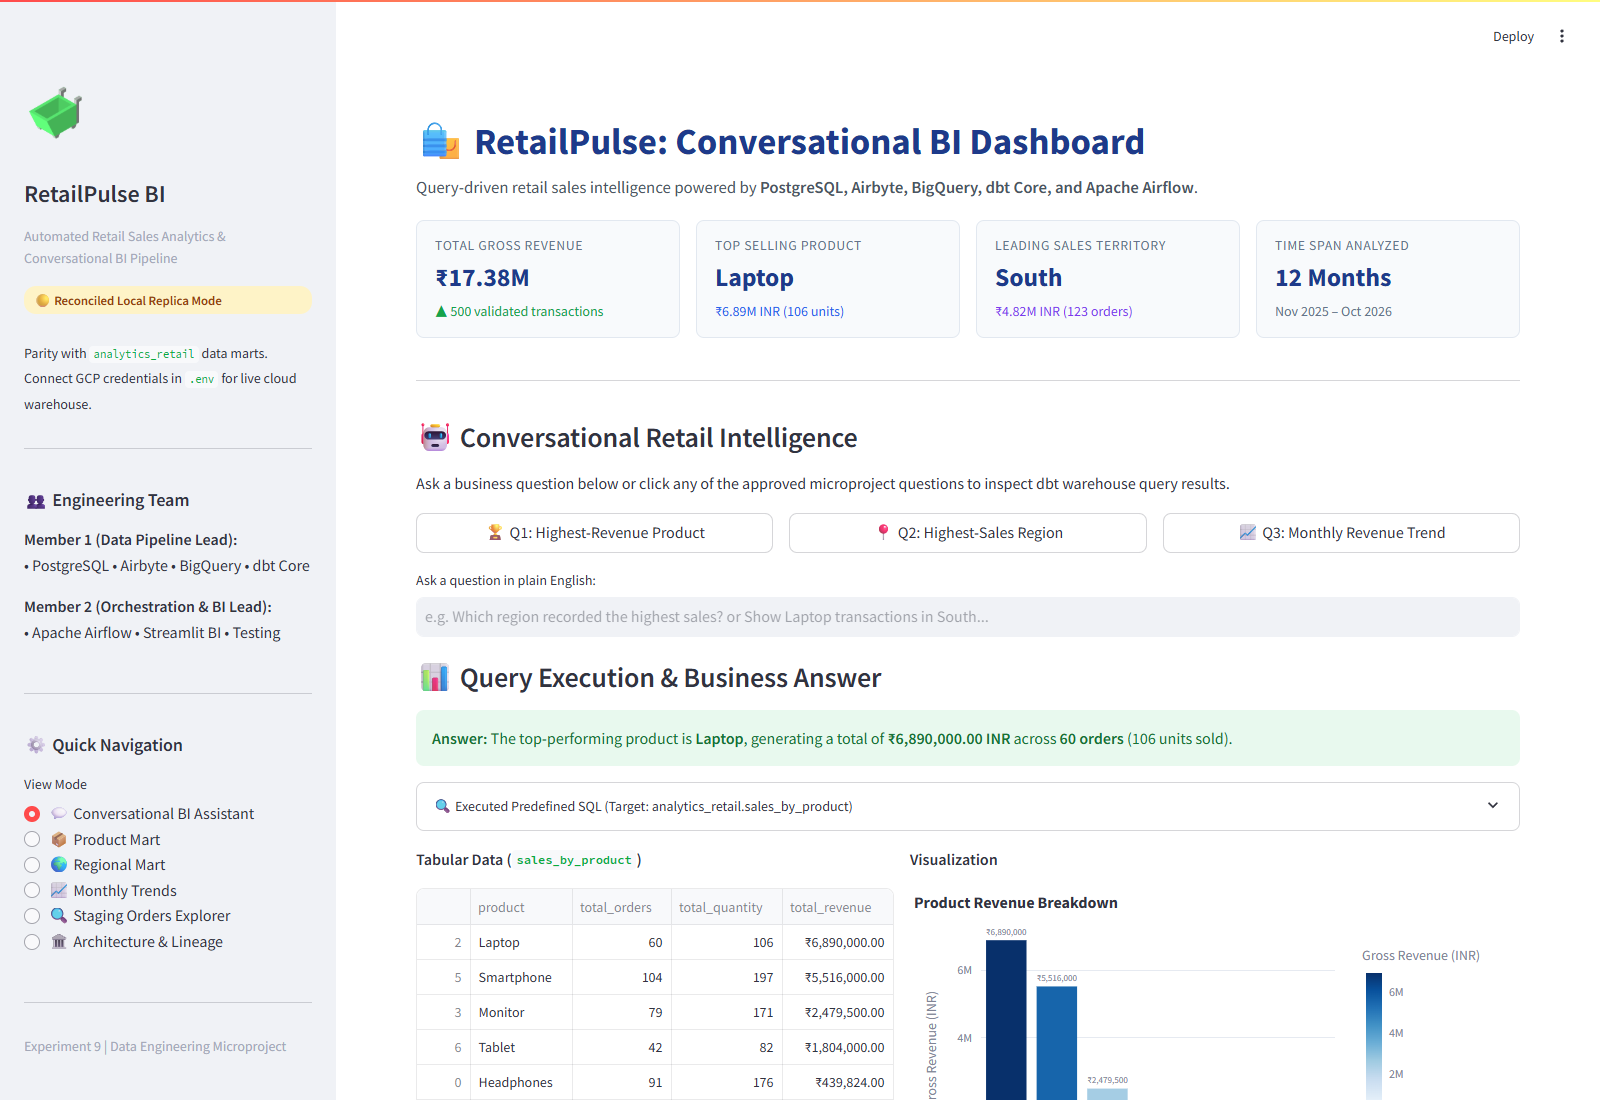 Deploy
RetailPulse BI
Automated Retail Sales Analytics &
Conversational BI Pipeline
Reconciled Local Replica Mode
Parity with analytics_retail data marts.
Connect GCP credentials in .env for live cloud
warehouse.
Engineering Team
Member 1 (Data Pipeline Lead):
• PostgreSQL • Airbyte • BigQuery • dbt Core
Member 2 (Orchestration & BI Lead):
• Apache Airflow • Streamlit BI • Testing
Quick Navigation
View Mode
Conversational BI Assistant
Product Mart
Regional Mart
Monthly Trends
Staging Orders Explorer
Architecture & Lineage
Experiment 9 | Data Engineering Microproject
RetailPulse: Conversational BI Dashboard
Query-driven retail sales intelligence powered by PostgreSQL, Airbyte, BigQuery, dbt Core, and Apache Airflow.
TOTAL GROSS REVENUE
₹17.38M
▲ 500 validated transactions
TOP SELLING PRODUCT
Laptop
₹6.89M INR (106 units)
LEADING SALES TERRITORY
South
₹4.82M INR (123 orders)
TIME SPAN ANALYZED
12 Months
Nov 2025 – Oct 2026
Conversational Retail Intelligence
Ask a business question below or click any of the approved microproject questions to inspect dbt warehouse query results.
Q1: Highest-Revenue Product
Q2: Highest-Sales Region
Q3: Monthly Revenue Trend
Ask a question in plain English:
e.g. Which region recorded the highest sales? or Show Laptop transactions in South...
Query Execution & Business Answer
Answer: The top-performing product is Laptop, generating a total of ₹6,890,000.00 INR across 60 orders (106 units sold).
Executed Predefined SQL (Target: analytics_retail.sales_by_product)
Tabular Data ( sales_by_product )
product total_orders total_quantity total_revenue
2 Laptop 60 106 ₹6,890,000.00
5 Smartphone 104 197 ₹5,516,000.00
3 Monitor 79 171 ₹2,479,500.00
6 Tablet 42 82 ₹1,804,000.00
0 Headphones 91 176 ₹439,824.00
Visualization
Product Revenue Breakdown
₹6,890,000
₹5,516,000
₹2,479,500
6M
4M
ross Revenue (INR)
Gross Revenue (INR)
6M
4M
2M